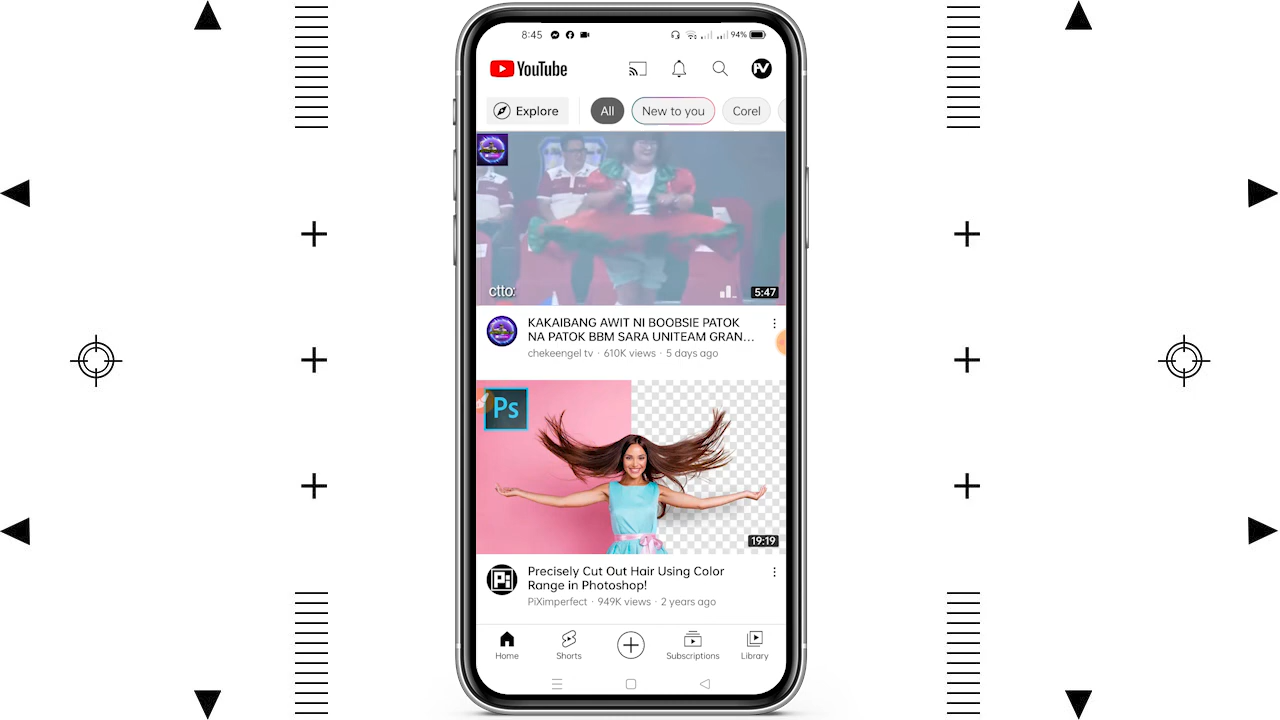 8:45
94%
YouTube
Explore
All
New to you
Corel
ctto:
5:47
KAKAIBANG AWIT NI BOOBSIE PATOK
NA PATOK BBM SARA UNITEAM GRAN...
chekeengel tv · 610K views · 5 days ago
Ps
19:19
Pi
Precisely Cut Out Hair Using Color
Range in Photoshop!
PiXimperfect · 949K views · 2 years ago
Home
Shorts
Subscriptions
Library